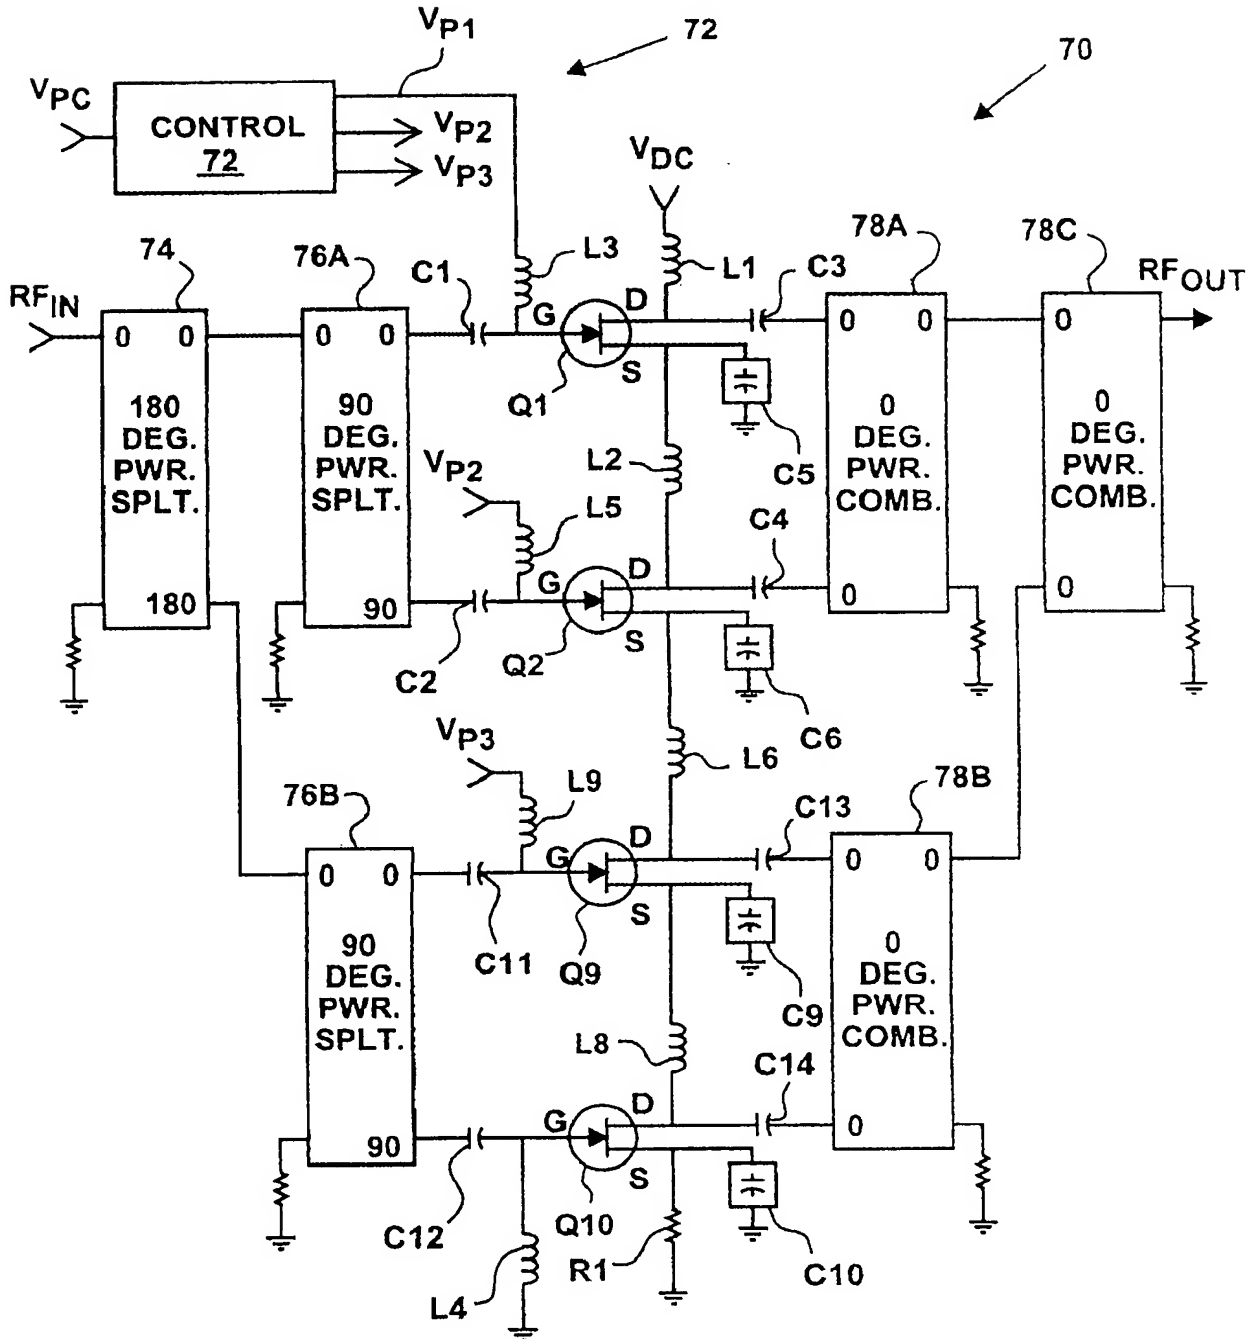 VP1
72
70
VPC
CONTROL
72
VP2
VP3
VDC
74
76A
C1
L3
L1
C3
78A
78C
RFIN
RFOUT
0 0
180
DEG.
PWR.
SPLT.
180
0 0
90
DEG.
PWR.
SPLT.
90
G
D
S
Q1
C5
L2
VP2
L5
C4
G
D
S
Q2
C2
C6
0
0
DEG.
PWR.
COMB.
0
0
0
0
DEG.
PWR.
COMB.
0
VP3
L6
78B
76B
L9
C13
0 0
90
DEG.
PWR.
SPLT.
90
G
D
S
C11
Q9
C9
0 0
0
DEG.
PWR.
COMB.
0
L8
C14
G
D
S
C12
Q10
R1
C10
L4